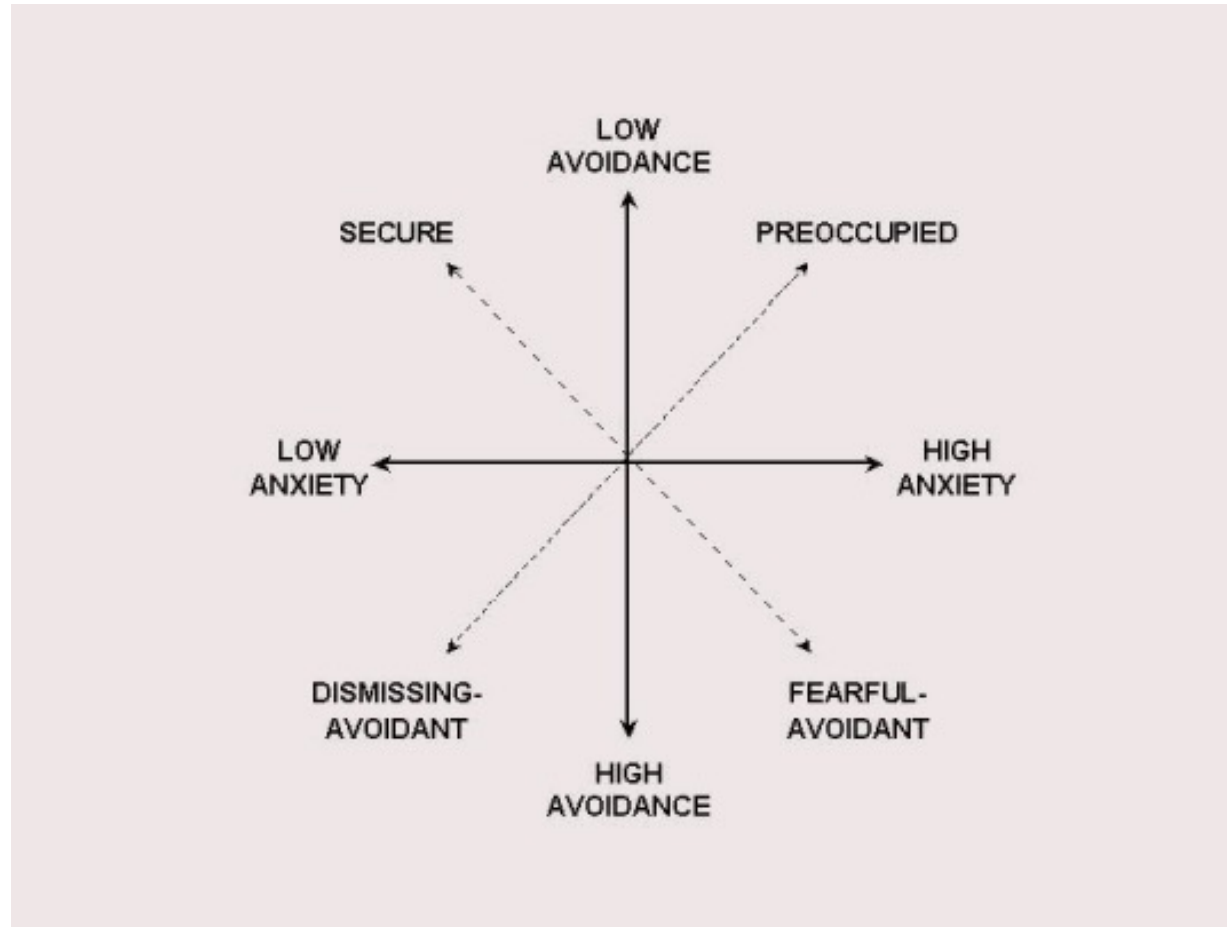 LOW
AVOIDANCE
SECURE
PREOCCUPIED
LOW
ANXIETY
HIGH
ANXIETY
DISMISSING-
AVOIDANT
FEARFUL-
AVOIDANT
HIGH
AVOIDANCE